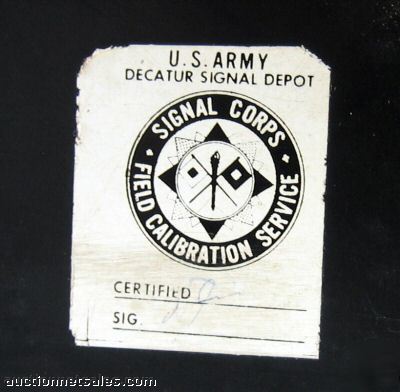 U.S. ARMY
DECATUR SIGNAL DEPOT
SIGNAL CORPS
• FIELD CALIBRATION SERVICE •
CERTIFIED
SIG.
auctionnetsales.com